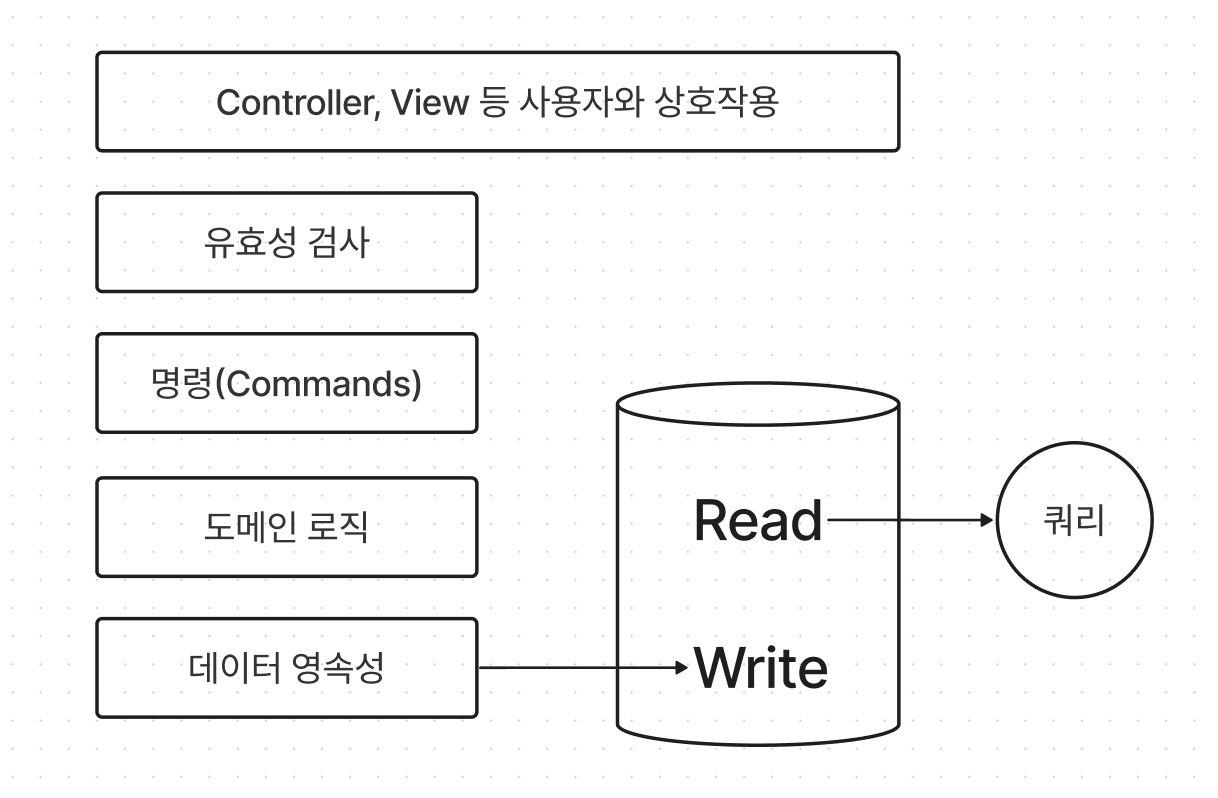 Controller, View 등 사용자와 상호작용
유효성 검사
명령(Commands)
도메인 로직
데이터 영속성
Read
Write
쿼리